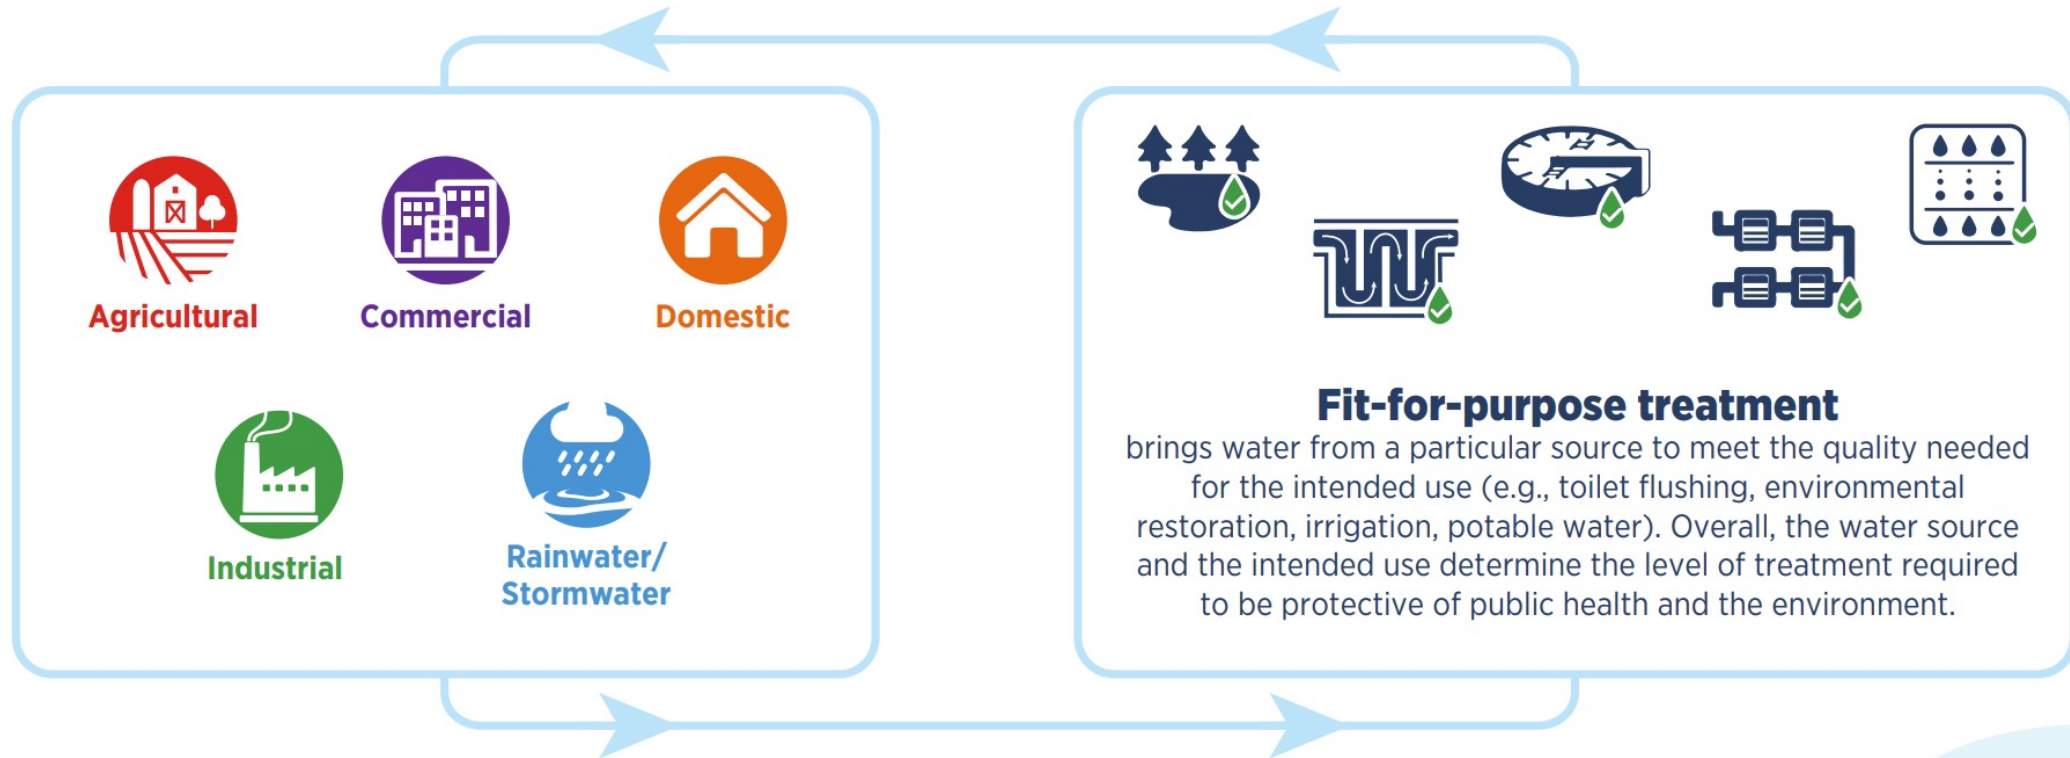 Agricultural
Commercial
Domestic
Industrial
Rainwater/
Stormwater
Fit-for-purpose treatment
brings water from a particular source to meet the quality needed
for the intended use (e.g., toilet flushing, environmental
restoration, irrigation, potable water). Overall, the water source
and the intended use determine the level of treatment required
to be protective of public health and the environment.